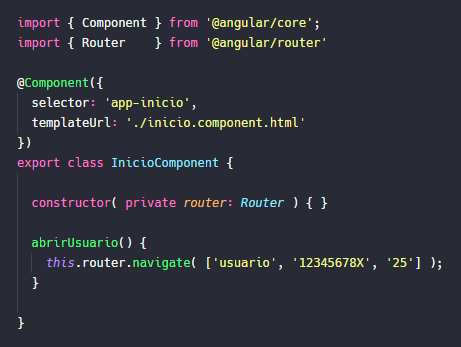 import { Component } from '@angular/core';
import { Router    } from '@angular/router'
@Component({
  selector: 'app-inicio',
  templateUrl: './inicio.component.html'
})
export class InicioComponent {
  constructor( private router: Router ) { }
  abrirUsuario() {
    this.router.navigate( ['usuario', '12345678X', '25'] );
  }
}